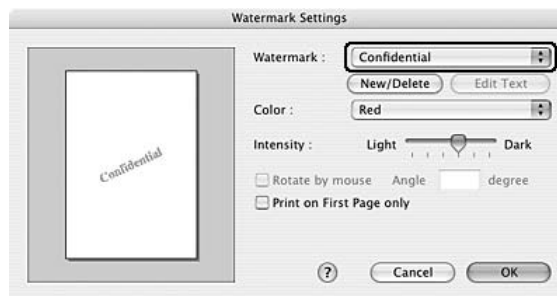 Watermark Settings
Watermark : Confidential
New/Delete Edit Text
Color : Red
Intensity : Light Dark
Confidential
Rotate by mouse Angle degree
Print on First Page only
? Cancel OK